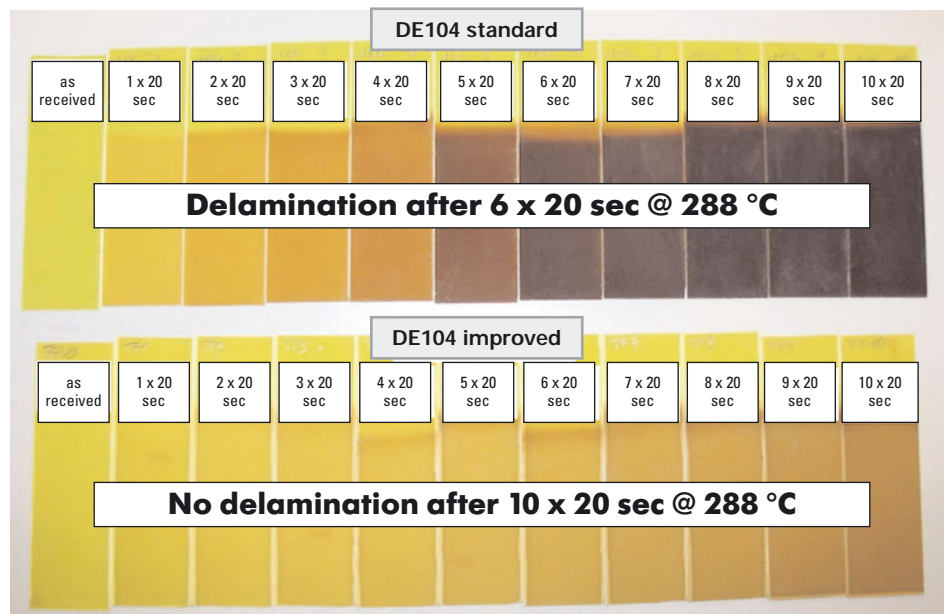 DE104 standard
as
received
1 x 20
sec
2 x 20
sec
3 x 20
sec
4 x 20
sec
5 x 20
sec
6 x 20
sec
7 x 20
sec
8 x 20
sec
9 x 20
sec
10 x 20
sec
Delamination after 6 x 20 sec @ 288 °C
DE104 improved
as
received
1 x 20
sec
2 x 20
sec
3 x 20
sec
4 x 20
sec
5 x 20
sec
6 x 20
sec
7 x 20
sec
8 x 20
sec
9 x 20
sec
10 x 20
sec
No delamination after 10 x 20 sec @ 288 °C